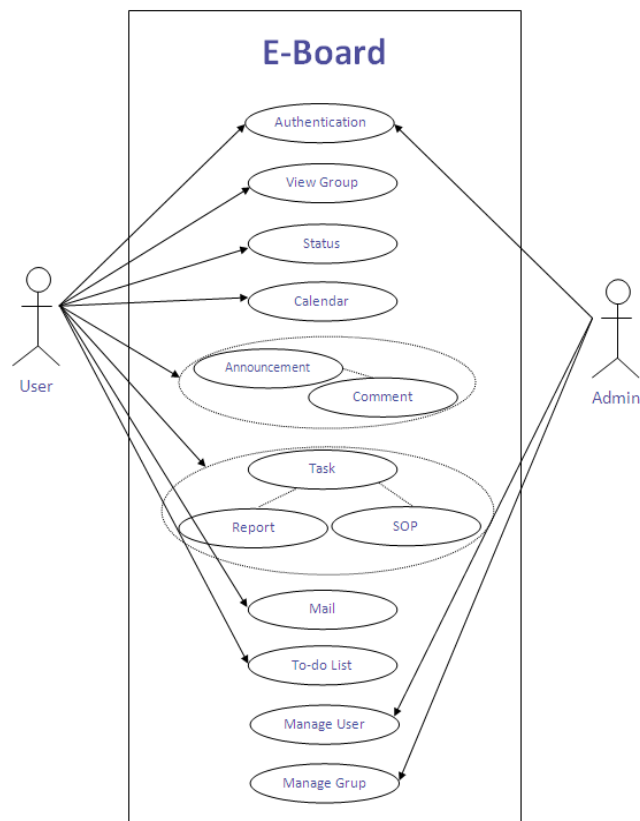 E-Board
Authentication
View Group
Status
Calendar
Announcement
Comment
User
Admin
Task
Report
SOP
Mail
To-do List
Manage User
Manage Grup